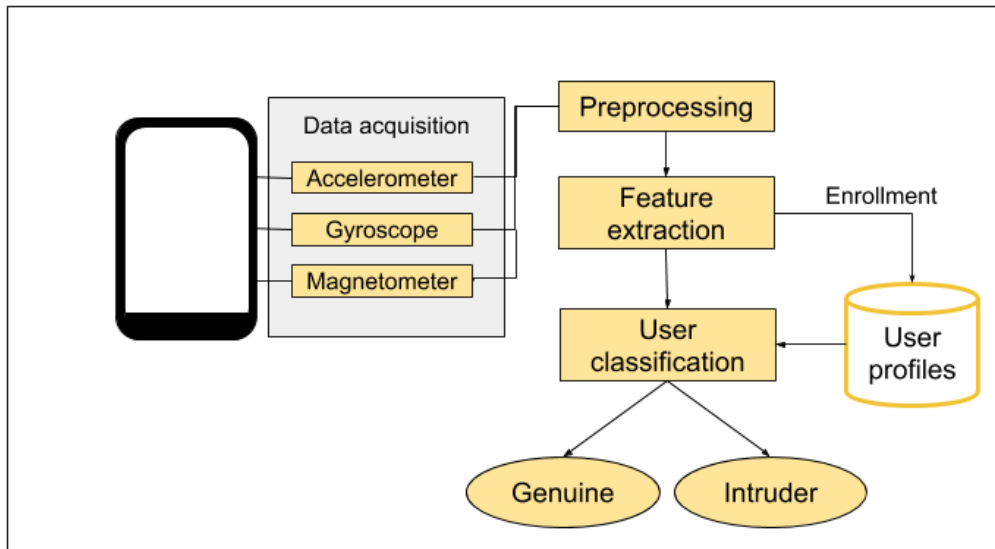 Data acquisition
Accelerometer
Gyroscope
Magnetometer
Preprocessing
Feature
extraction
Enrollment
User
profiles
User
classification
Genuine
Intruder